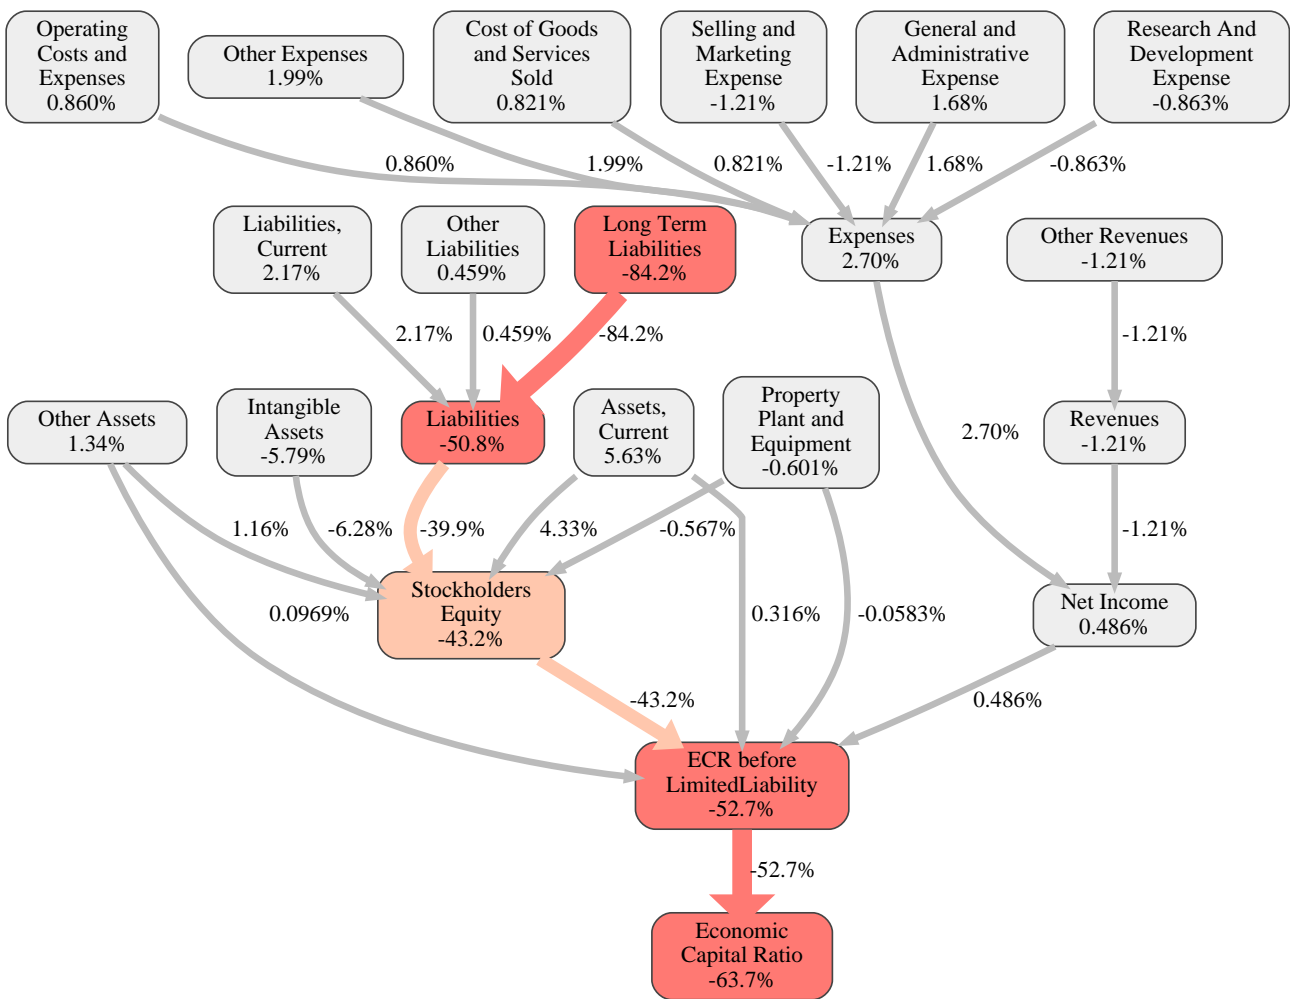 Operating
Costs and
Expenses
0.860%
Other Expenses
1.99%
Cost of Goods
and Services
Sold
0.821%
Selling and
Marketing
Expense
-1.21%
General and
Administrative
Expense
1.68%
Research And
Development
Expense
-0.863%
0.860%
1.99%
0.821%
-1.21%
1.68%
-0.863%
Liabilities,
Current
2.17%
Other
Liabilities
0.459%
Long Term
Liabilities
-84.2%
Expenses
2.70%
Other Revenues
-1.21%
2.17%
0.459%
-84.2%
-1.21%
Other Assets
1.34%
Intangible
Assets
-5.79%
Liabilities
-50.8%
Assets,
Current
5.63%
Property
Plant and
Equipment
-0.601%
2.70%
Revenues
-1.21%
1.16%
-6.28%
-39.9%
4.33%
-0.567%
-1.21%
0.0969%
Stockholders
Equity
-43.2%
0.316%
-0.0583%
Net Income
0.486%
-43.2%
0.486%
ECR before
LimitedLiability
-52.7%
-52.7%
Economic
Capital Ratio
-63.7%